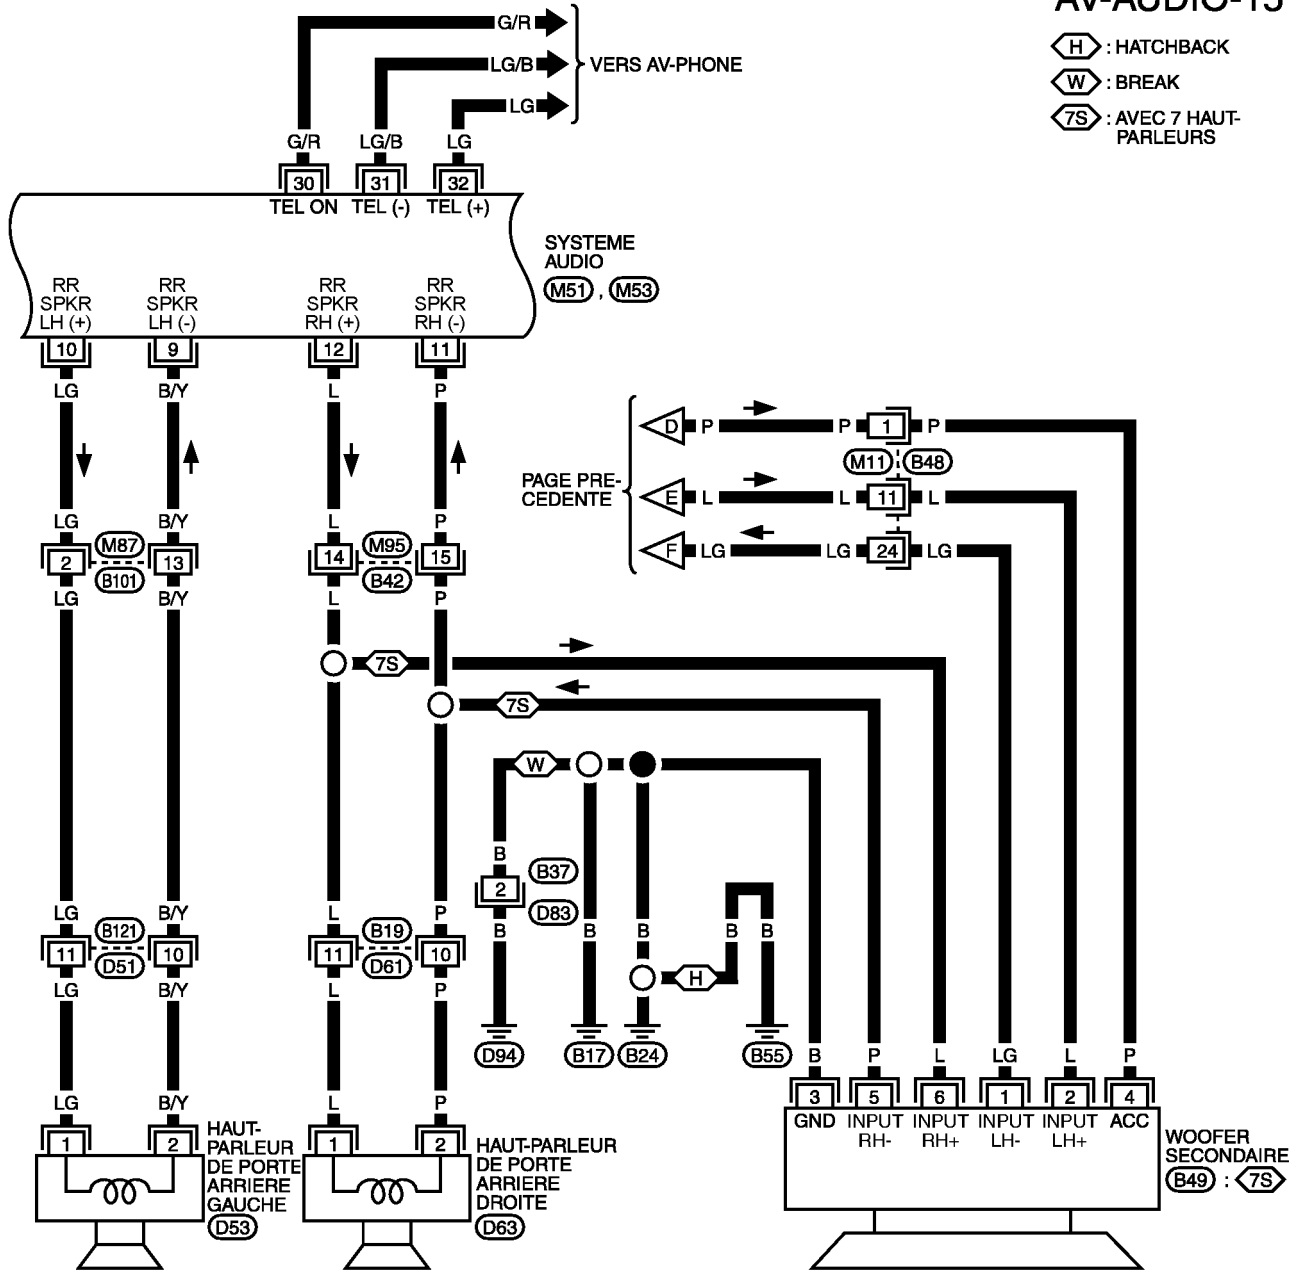 AV-AUDIO-13
H : HATCHBACK
W : BREAK
7S : AVEC 7 HAUT-
PARLEURS
G/R
LG/B
LG
VERS AV-PHONE
G/R LG/B LG
30 31 32
TEL ON TEL (-) TEL (+)
SYSTEME
AUDIO
M51 , M53
RR RR RR RR
SPKR SPKR SPKR SPKR
LH (+) LH (-) RH (+) RH (-)
10 9 12 11
LG B/Y L P
D P P 1 P
M11 B48
PAGE PRE-
CEDENTE
E L L 11 L
F LG LG 24 LG
LG B/Y L P
M87 M95
2 13 14 15
B101 B42
LG B/Y L P
7S
7S
W
B
B37
2
D83
B B B B B
LG B/Y L P
B121 B19
11 10 11 10
D51 D61
LG B/Y L P
H
D94 B17 B24 B55
B P L LG L P
3 5 6 1 2 4
GND INPUT INPUT INPUT INPUT ACC
RH- RH+ LH- LH+
WOOFER
SECONDAIRE
B49 : 7S
LG B/Y L P
1 2 1 2
HAUT-
PARLEUR
DE PORTE
ARRIERE
GAUCHE
D53
HAUT-PARLEUR
DE PORTE
ARRIERE
DROITE
D63